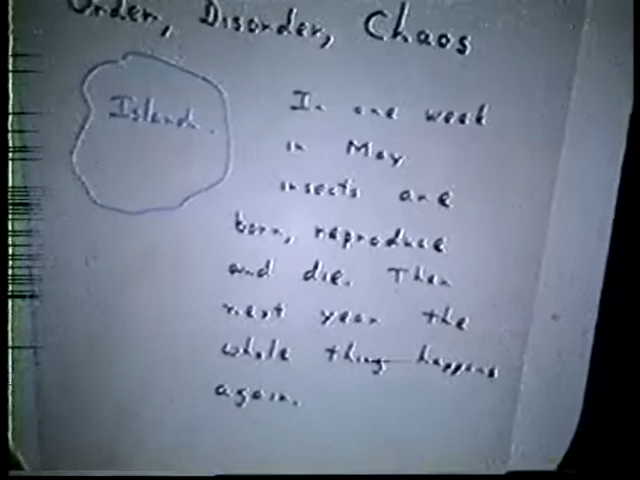 Order, Disorder, Chaos
Island.
In one week
in May
insects are
born, reproduce
and die. Then
next year the
whole thing happens
again.